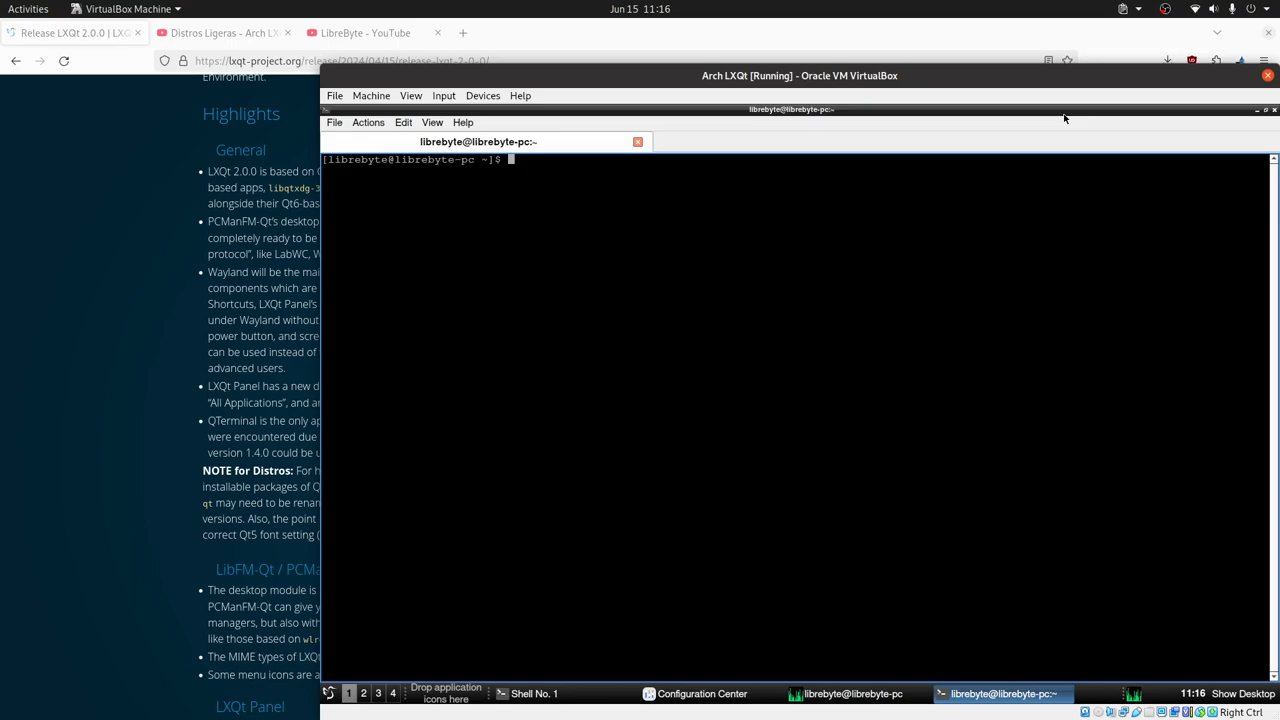 Activities
VirtualBox Machine
Jun 15 11:16
Release LXQt 2.0.0 | LXQ
Distros Ligeras - Arch LX
LibreByte - YouTube
https://lxqt-project.org/release/2024/04/15/release-lxqt-2-0-0/
Environment.
Highlights
General
LXQt 2.0.0 is based on
based apps, libqtxdg-3
alongside their Qt6-bas
PCManFM-Qt's desktop
completely ready to be
protocol", like LabWC, W
Wayland will be the mai
components which are
Shortcuts, LXQt Panel's
under Wayland without
power button, and scre
can be used instead of
advanced users.
LXQt Panel has a new d
"All Applications", and a
QTerminal is the only ap
were encountered due
version 1.4.0 could be u
NOTE for Distros: For h
installable packages of Q
qt may need to be renam
versions. Also, the point
correct Qt5 font setting (
LibFM-Qt / PCMa
The desktop module is
PCManFM-Qt can give y
managers, but also with
like those based on wlr
The MIME types of LXQt
Some menu icons are a
LXQt Panel
Arch LXQt [Running] - Oracle VM VirtualBox
File Machine View Input Devices Help
librebyte@librebyte-pc:~
File Actions Edit View Help
librebyte@librebyte-pc:~
[librebyte@librebyte-pc ~]$
1 2 3 4
Drop application
icons here
Shell No. 1
Configuration Center
librebyte@librebyte-pc
librebyte@librebyte-pc:~
11:16
Show Desktop
Right Ctrl